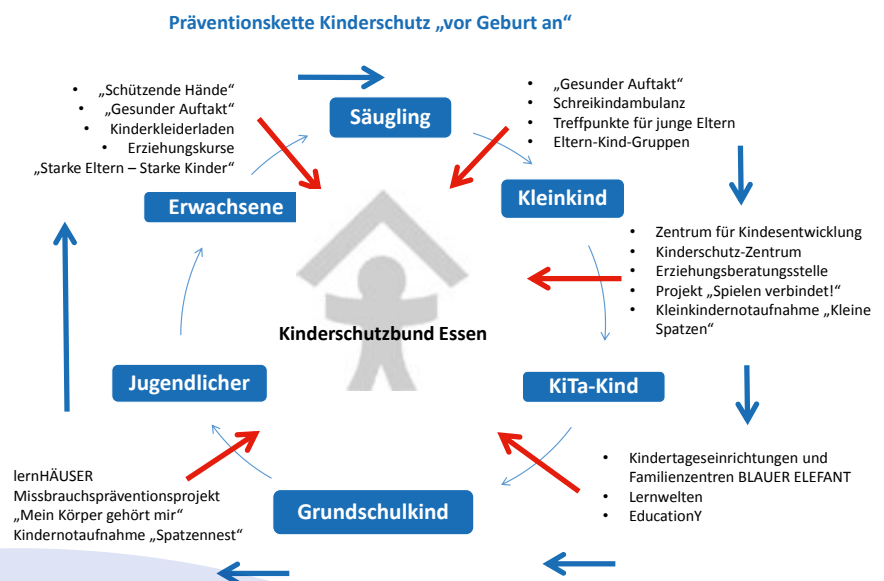 Präventionskette Kinderschutz „vor Geburt an“
• „Schützende Hände“
• „Gesunder Auftakt“
• Kinderkleiderladen
• Erziehungskurse
„Starke Eltern – Starke Kinder“
Säugling
• „Gesunder Auftakt“
• Schreikindambulanz
• Treffpunkte für junge Eltern
• Eltern-Kind-Gruppen
Erwachsene
Kleinkind
• Zentrum für Kindesentwicklung
• Kinderschutz-Zentrum
• Erziehungsberatungsstelle
• Projekt „Spielen verbindet!“
• Kleinkindernotaufnahme „Kleine
Spatzen“
Kinderschutzbund Essen
Jugendlicher
KiTa-Kind
• Kindertageseinrichtungen und
Familienzentren BLAUER ELEFANT
• Lernwelten
• EducationY
lernHÄUSER
Missbrauchspräventionsprojekt
„Mein Körper gehört mir“
Kindernotaufnahme „Spatzennest“
Grundschulkind